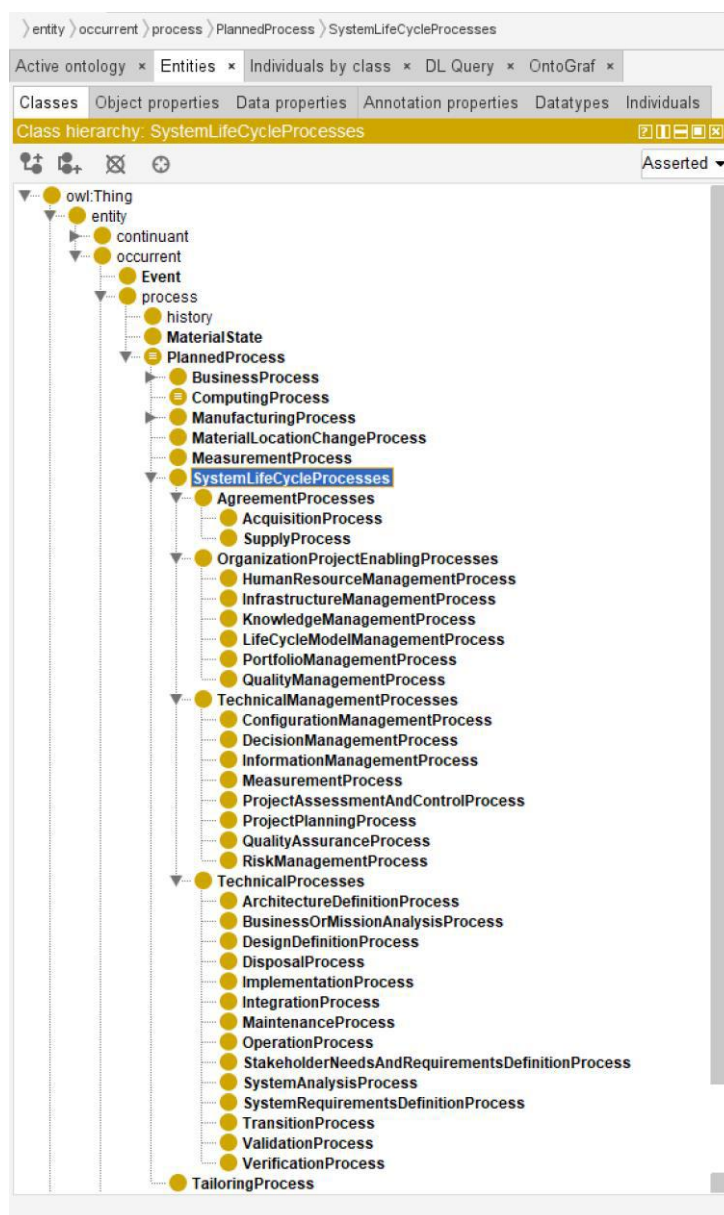 entity occurrent process PlannedProcess SystemLifeCycleProcesses
Active ontology × Entities × Individuals by class × DL Query × OntoGraf ×
Classes Object properties Data properties Annotation properties Datatypes Individuals
Class hierarchy: SystemLifeCycleProcesses
Asserted
owl:Thing
entity
continuant
occurrent
Event
process
history
MaterialState
PlannedProcess
BusinessProcess
ComputingProcess
ManufacturingProcess
MaterialLocationChangeProcess
MeasurementProcess
SystemLifeCycleProcesses
AgreementProcesses
AcquisitionProcess
SupplyProcess
OrganizationProjectEnablingProcesses
HumanResourceManagementProcess
InfrastructureManagementProcess
KnowledgeManagementProcess
LifeCycleModelManagementProcess
PortfolioManagementProcess
QualityManagementProcess
TechnicalManagementProcesses
ConfigurationManagementProcess
DecisionManagementProcess
InformationManagementProcess
MeasurementProcess
ProjectAssessmentAndControlProcess
ProjectPlanningProcess
QualityAssuranceProcess
RiskManagementProcess
TechnicalProcesses
ArchitectureDefinitionProcess
BusinessOrMissionAnalysisProcess
DesignDefinitionProcess
DisposalProcess
ImplementationProcess
IntegrationProcess
MaintenanceProcess
OperationProcess
StakeholderNeedsAndRequirementsDefinitionProcess
SystemAnalysisProcess
SystemRequirementsDefinitionProcess
TransitionProcess
ValidationProcess
VerificationProcess
TailoringProcess